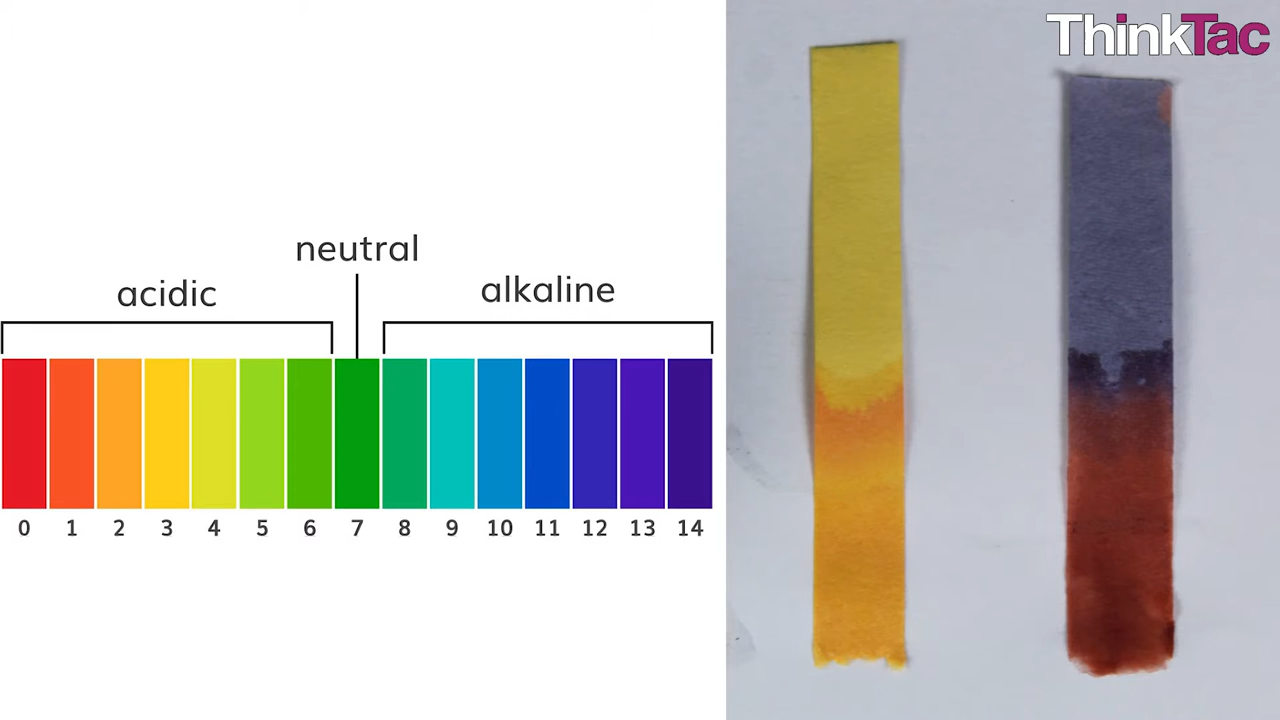 ThinkTac
neutral
acidic
alkaline
0 1 2 3 4 5 6 7 8 9 10 11 12 13 14